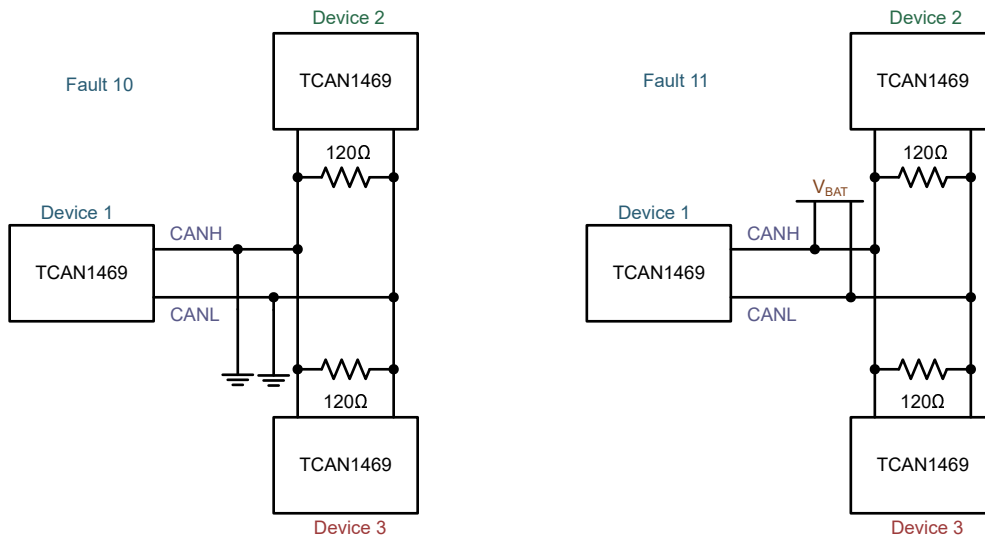 Device 2
Fault 10
TCAN1469
120Ω
Device 1
CANH
TCAN1469
CANL
120Ω
TCAN1469
Device 3
Device 2
Fault 11
TCAN1469
120Ω
VBAT
Device 1
CANH
TCAN1469
CANL
120Ω
TCAN1469
Device 3